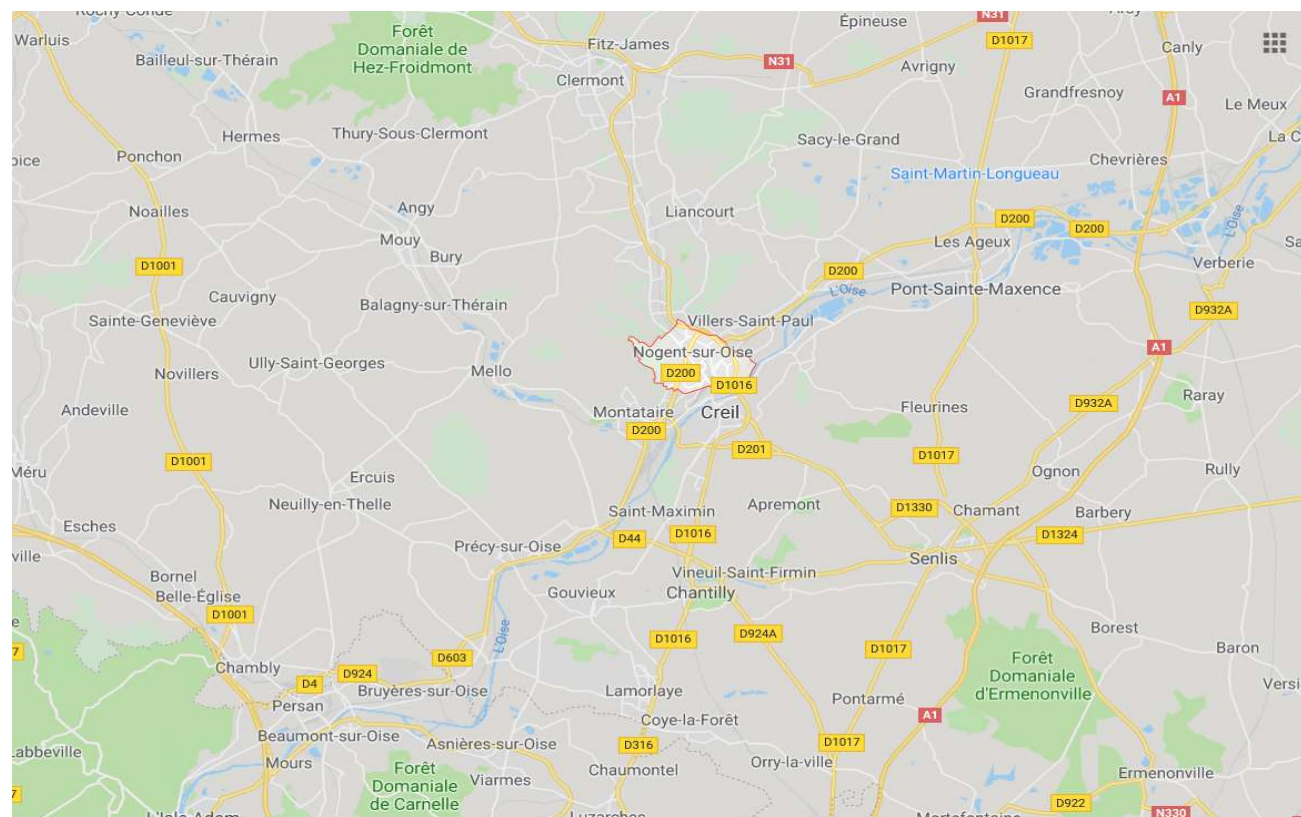 N31
Épineuse
Warluis
Forêt
Domaniale de
Hez-Froidmont
Fitz-James
D1017
Canly
Bailleul-sur-Thérain
N31
Avrigny
Clermont
Grandfresnoy
A1
Le Meux
Hermes
Thury-Sous-Clermont
Sacy-le-Grand
La C
Ponchon
Chevrières
Saint-Martin-Longueau
Noailles
Angy
Liancourt
D200
D200
L'Oise
Mouy
Les Ageux
Bury
D1001
D200
Verberie
Cauvigny
Balagny-sur-Thérain
L'Oise
Pont-Sainte-Maxence
D932A
Sainte-Geneviève
Villers-Saint-Paul
A1
Nogent-sur-Oise
Ully-Saint-Georges
Novillers
Mello
D200
D1016
Raray
Andeville
Montataire
Creil
Fleurines
D932A
D200
D201
D1017
D1001
Méru
Ercuis
Ognon
Rully
Neuilly-en-Thelle
Saint-Maximin
Apremont
D1330
Chamant
Barbery
Esches
D44
D1016
D1324
Précy-sur-Oise
Senlis
Bornel
Vineuil-Saint-Firmin
Belle-Église
Gouvieux
Chantilly
D1001
L'Oise
D1016
D924A
Borest
D1017
Baron
Chambly
D603
Forêt
Domaniale
d'Ermenonville
D4
D924
Bruyères-sur-Oise
Lamorlaye
Pontarmé
Versi
Persan
A1
Coye-la-Forêt
Beaumont-sur-Oise
Asnières-sur-Oise
D316
D1017
Labbeville
Mours
Forêt
Domaniale
de Carnelle
Viarmes
Chaumontel
Orry-la-ville
Ermenonville
D922
N330